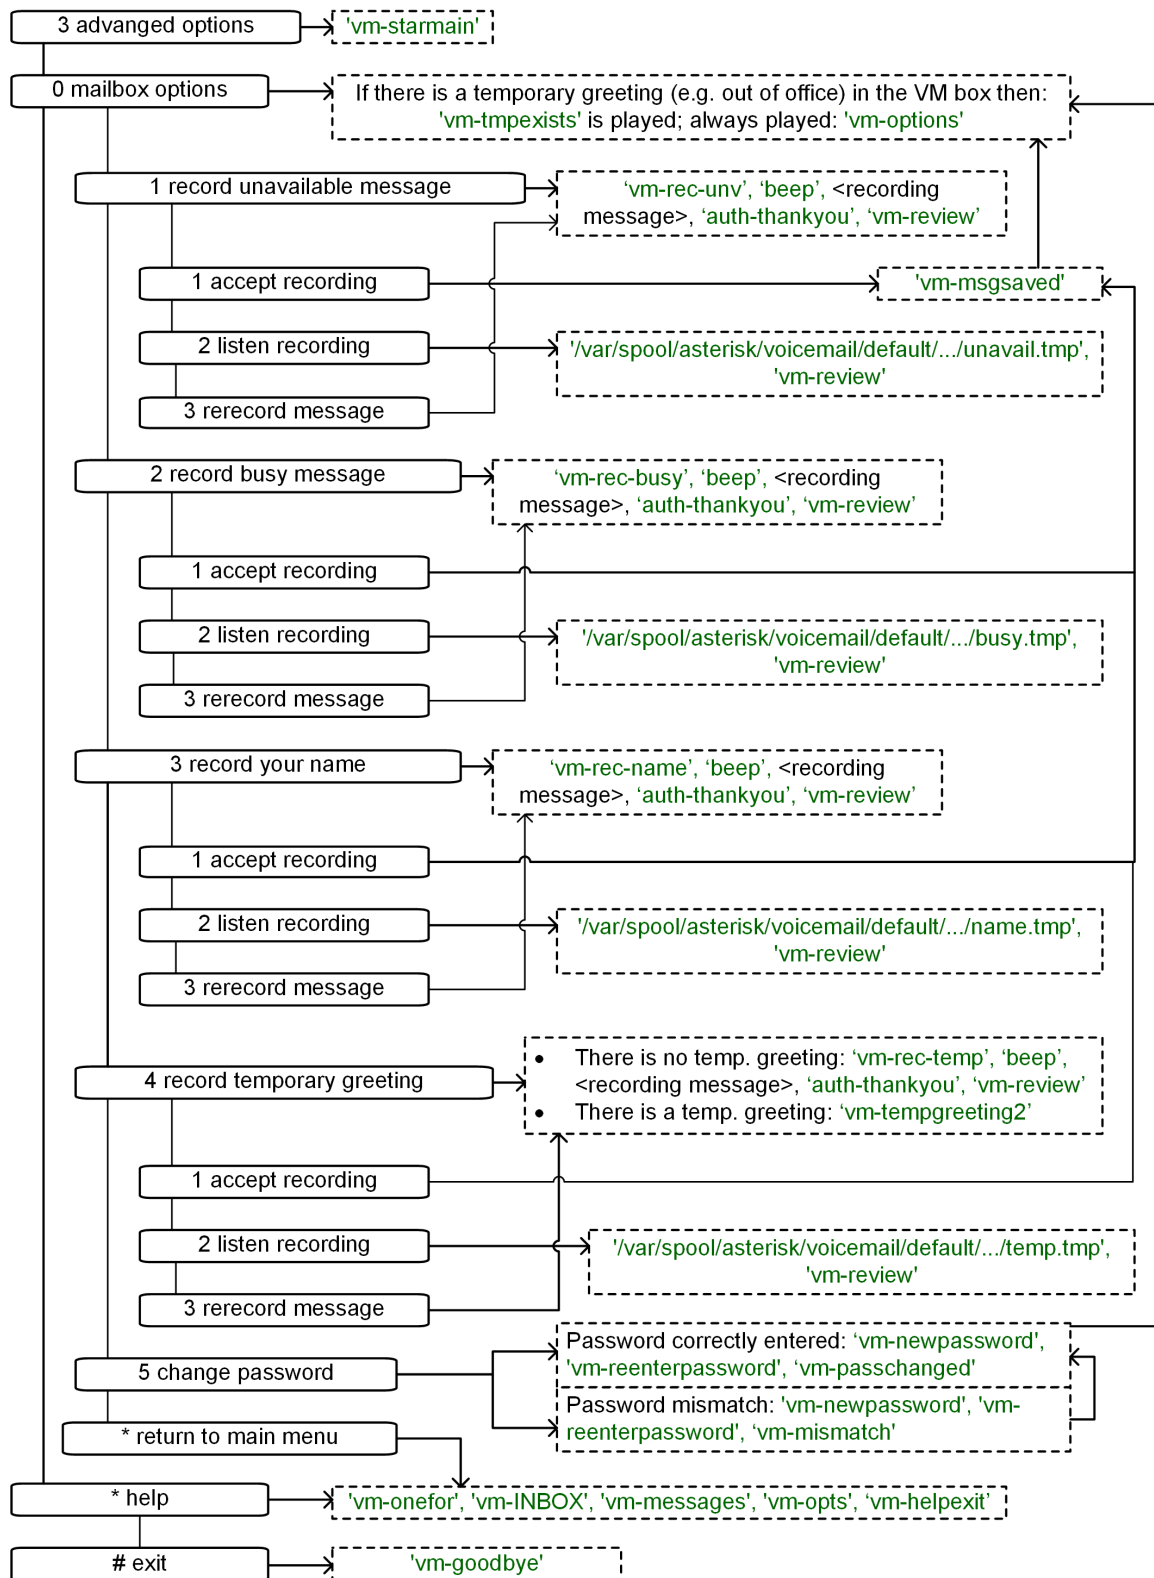 3 advanged options
'vm-starmain'
0 mailbox options
If there is a temporary greeting (e.g. out of office) in the VM box then:
'vm-tmpexists' is played; always played: 'vm-options'
1 record unavailable message
‘vm-rec-unv’, ‘beep’, <recording
message>, ‘auth-thankyou’, ‘vm-review’
1 accept recording
'vm-msgsaved'
2 listen recording
'/var/spool/asterisk/voicemail/default/.../unavail.tmp',
'vm-review'
3 rerecord message
2 record busy message
‘vm-rec-busy’, ‘beep’, <recording
message>, ‘auth-thankyou’, ‘vm-review’
1 accept recording
2 listen recording
'/var/spool/asterisk/voicemail/default/.../busy.tmp',
'vm-review'
3 rerecord message
3 record your name
‘vm-rec-name’, ‘beep’, <recording
message>, ‘auth-thankyou’, ‘vm-review’
1 accept recording
2 listen recording
'/var/spool/asterisk/voicemail/default/.../name.tmp',
'vm-review'
3 rerecord message
4 record temporary greeting
• There is no temp. greeting: ‘vm-rec-temp’, ‘beep’,
<recording message>, ‘auth-thankyou’, ‘vm-review’
• There is a temp. greeting: ‘vm-tempgreeting2’
1 accept recording
2 listen recording
'/var/spool/asterisk/voicemail/default/.../temp.tmp',
'vm-review'
3 rerecord message
5 change password
Password correctly entered: ‘vm-newpassword',
'vm-reenterpassword', ‘vm-passchanged'
Password mismatch: 'vm-newpassword', 'vm-
reenterpassword', ‘vm-mismatch'
* return to main menu
* help
'vm-onefor', 'vm-INBOX', 'vm-messages', 'vm-opts', ‘vm-helpexit’
# exit
'vm-goodbye'